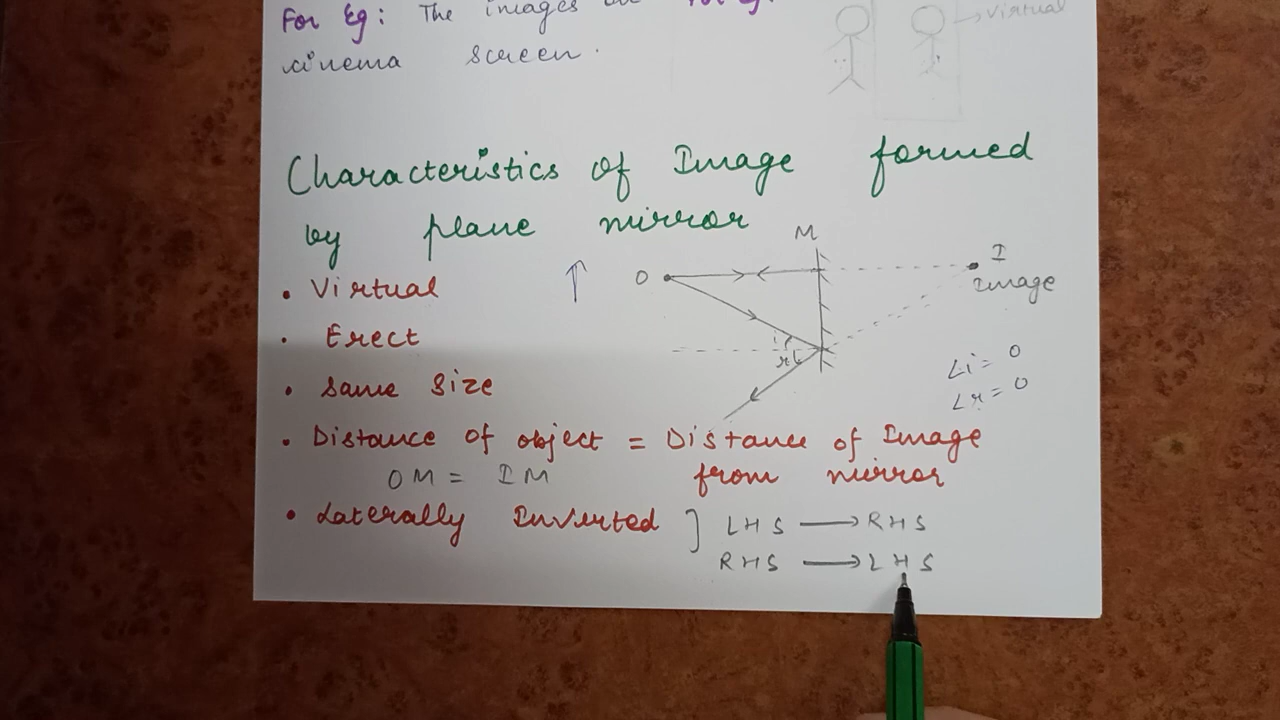 For Eg: The images
cinema screen.
Virtual
Characteristics of Image formed
by plane mirror
M
O
I
Image
• Virtual
• Erect
• Same Size
i
r
∠i = 0
∠r = 0
• Distance of object = Distance of Image
from mirror
OM = IM
• Laterally Inverted ] LHS → RHS
RHS → LHS